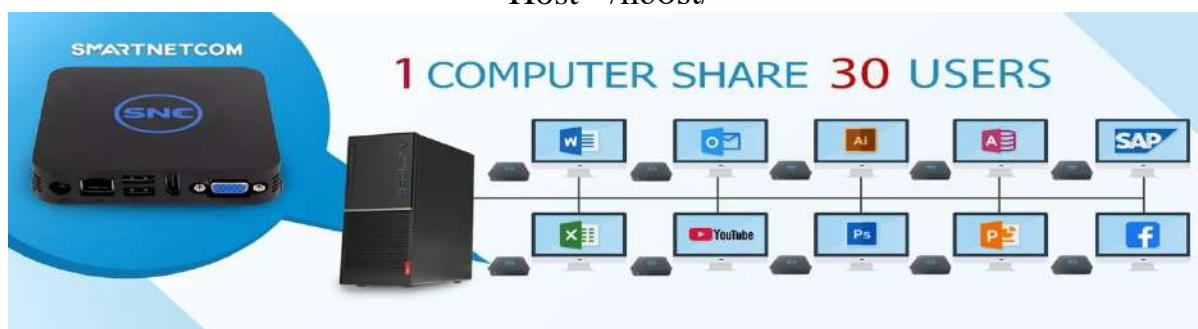 SMARTNETCOM
SNC
1 COMPUTER SHARE 30 USERS
W
O
Ai
A
SAP
X
YouTube
Ps
P
f